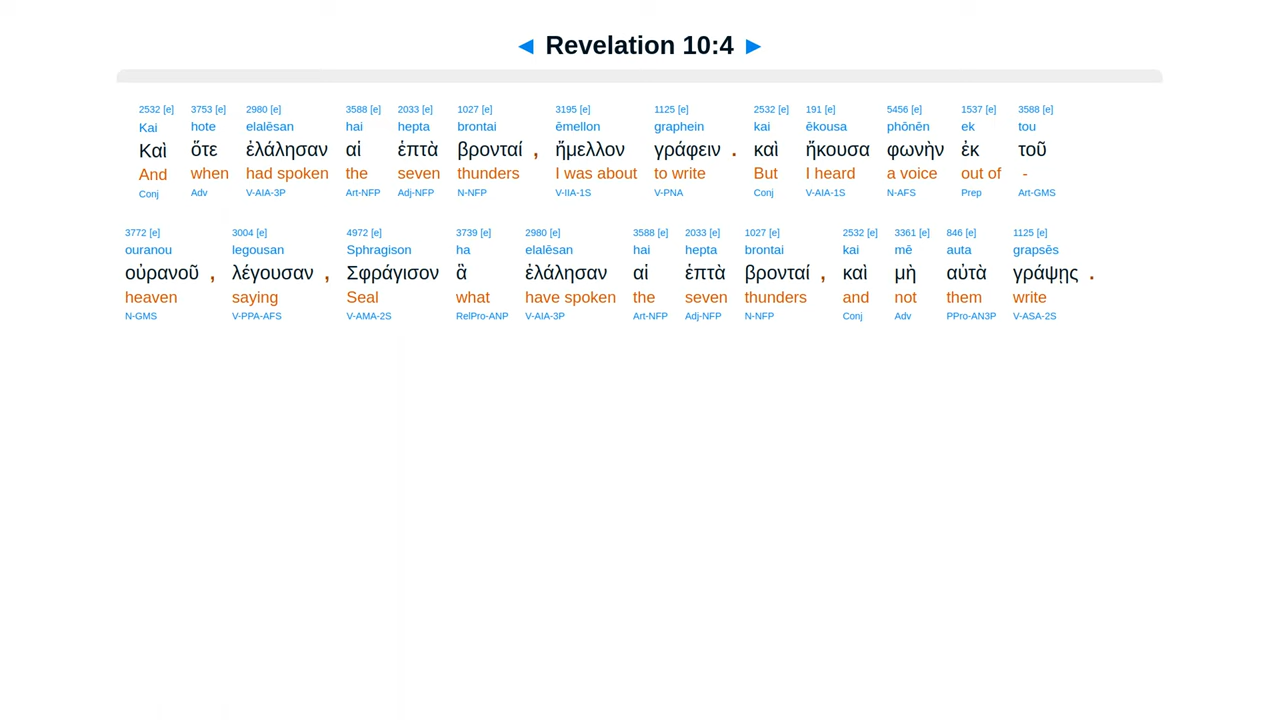 ◄ Revelation 10:4 ►
2532 [e] 3753 [e] 2980 [e] 3588 [e] 2033 [e] 1027 [e] 3195 [e] 1125 [e] 2532 [e] 191 [e] 5456 [e] 1537 [e] 3588 [e]
Kai hote elalēsan hai hepta brontai ēmellon graphein kai ēkousa phōnēn ek tou
Καὶ ὅτε ἐλάλησαν αἱ ἑπτὰ βρονταί , ἤμελλον γράφειν . καὶ ἤκουσα φωνὴν ἐκ τοῦ
And when had spoken the seven thunders I was about to write But I heard a voice out of -
Conj Adv V-AIA-3P Art-NFP Adj-NFP N-NFP V-IIA-1S V-PNA Conj V-AIA-1S N-AFS Prep Art-GMS
3772 [e] 3004 [e] 4972 [e] 3739 [e] 2980 [e] 3588 [e] 2033 [e] 1027 [e] 2532 [e] 3361 [e] 846 [e] 1125 [e]
ouranou legousan Sphragison ha elalēsan hai hepta brontai kai mē auta grapsēs
οὐρανοῦ , λέγουσαν , Σφράγισον ἃ ἐλάλησαν αἱ ἑπτὰ βρονταί , καὶ μὴ αὐτὰ γράψῃς .
heaven saying Seal what have spoken the seven thunders and not them write
N-GMS V-PPA-AFS V-AMA-2S RelPro-ANP V-AIA-3P Art-NFP Adj-NFP N-NFP Conj Adv PPro-AN3P V-ASA-2S